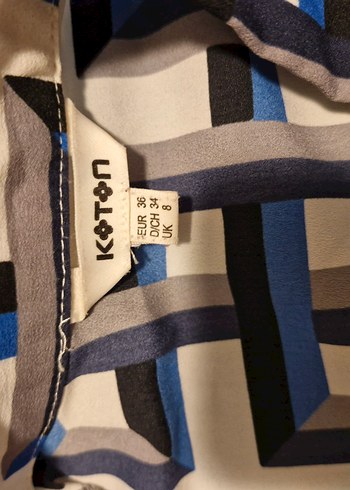 KOTON
EUR 36
D/CH 34
UK 8